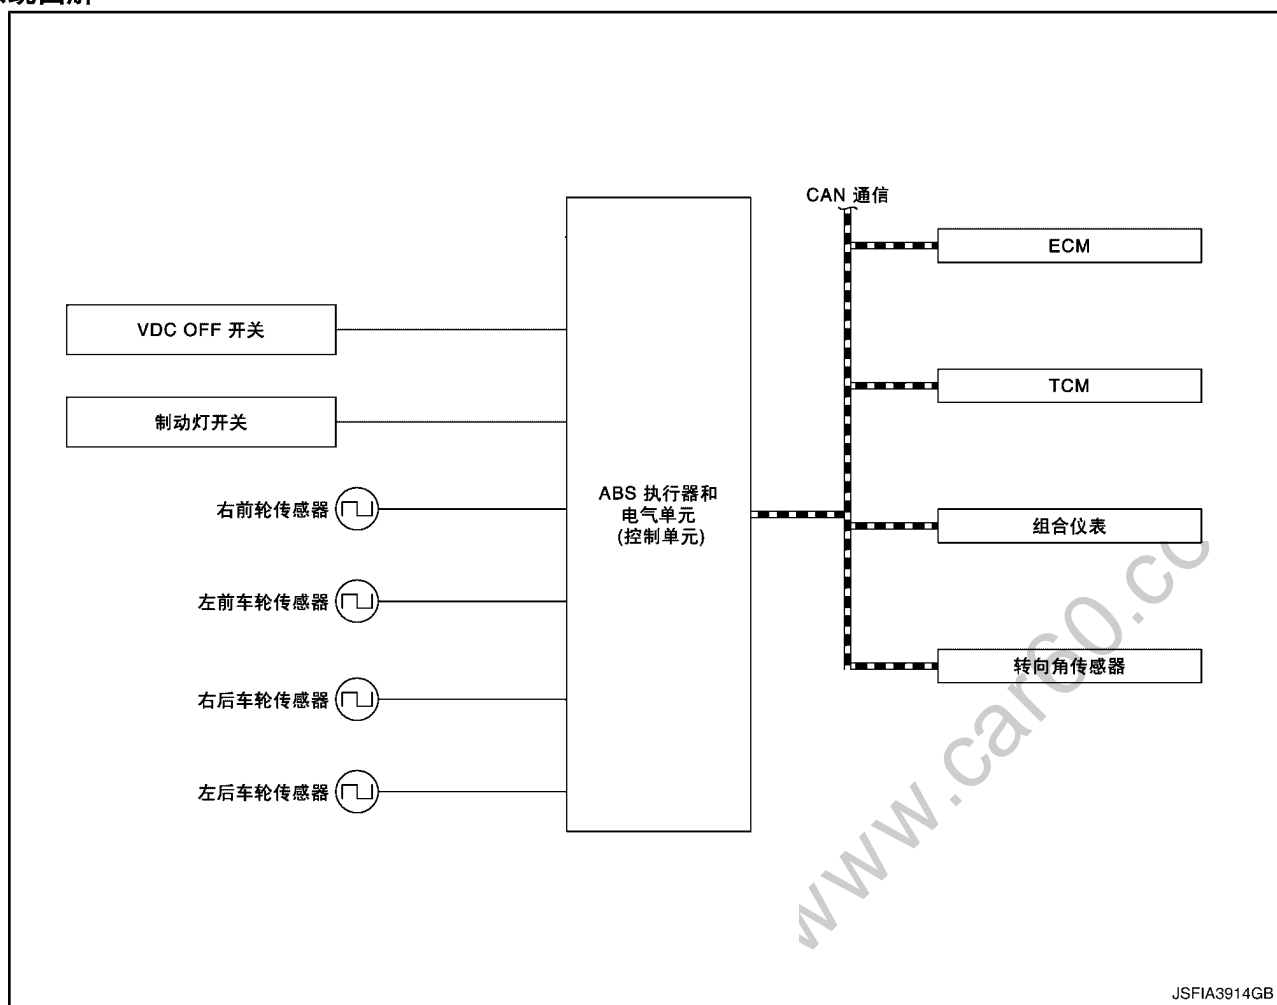 CAN 通信
ECM
VDC OFF 开关
TCM
制动灯开关
ABS 执行器和
电气单元
(控制单元)
右前轮传感器
组合仪表
左前车轮传感器
转向角传感器
右后车轮传感器
左后车轮传感器
www.car60.cc
JSFIA3914GB